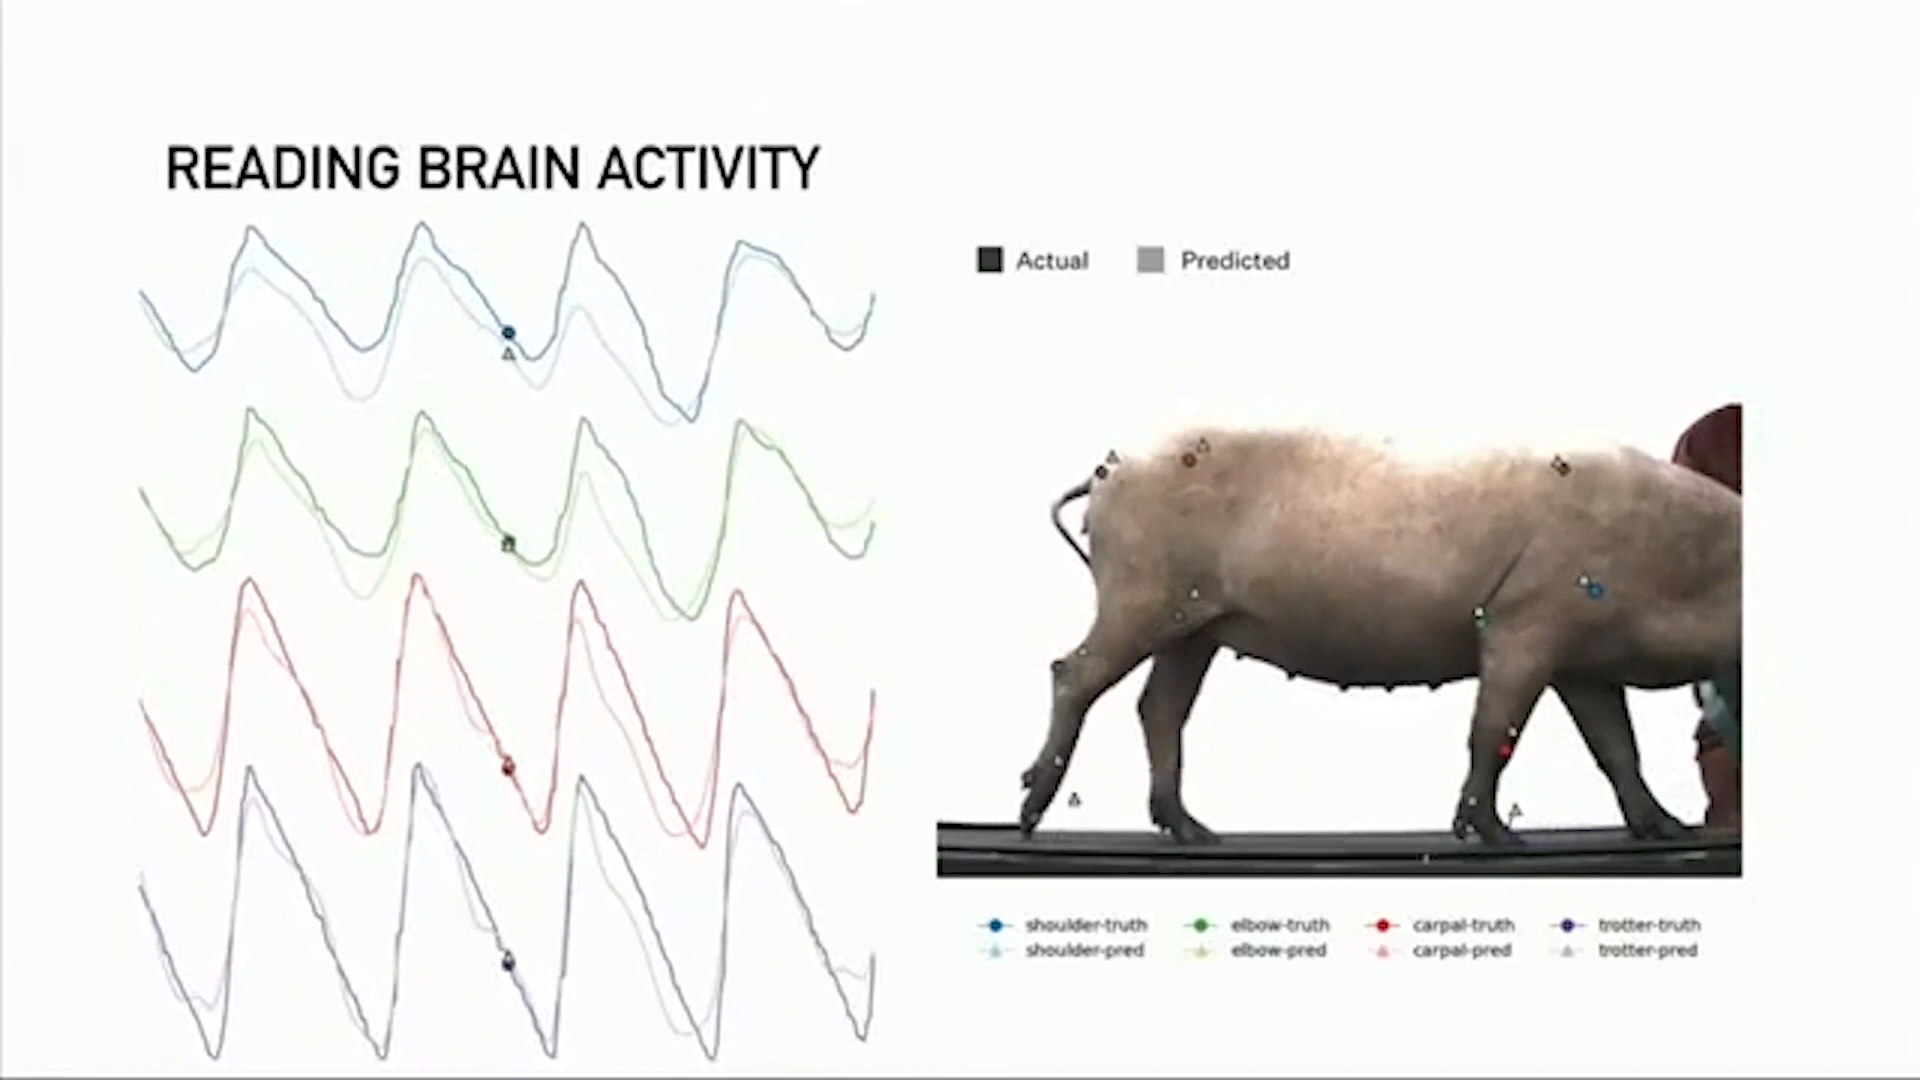 READING BRAIN ACTIVITY
Actual Predicted
shoulder-truth elbow-truth carpal-truth trotter-truth
shoulder-pred elbow-pred carpal-pred trotter-pred